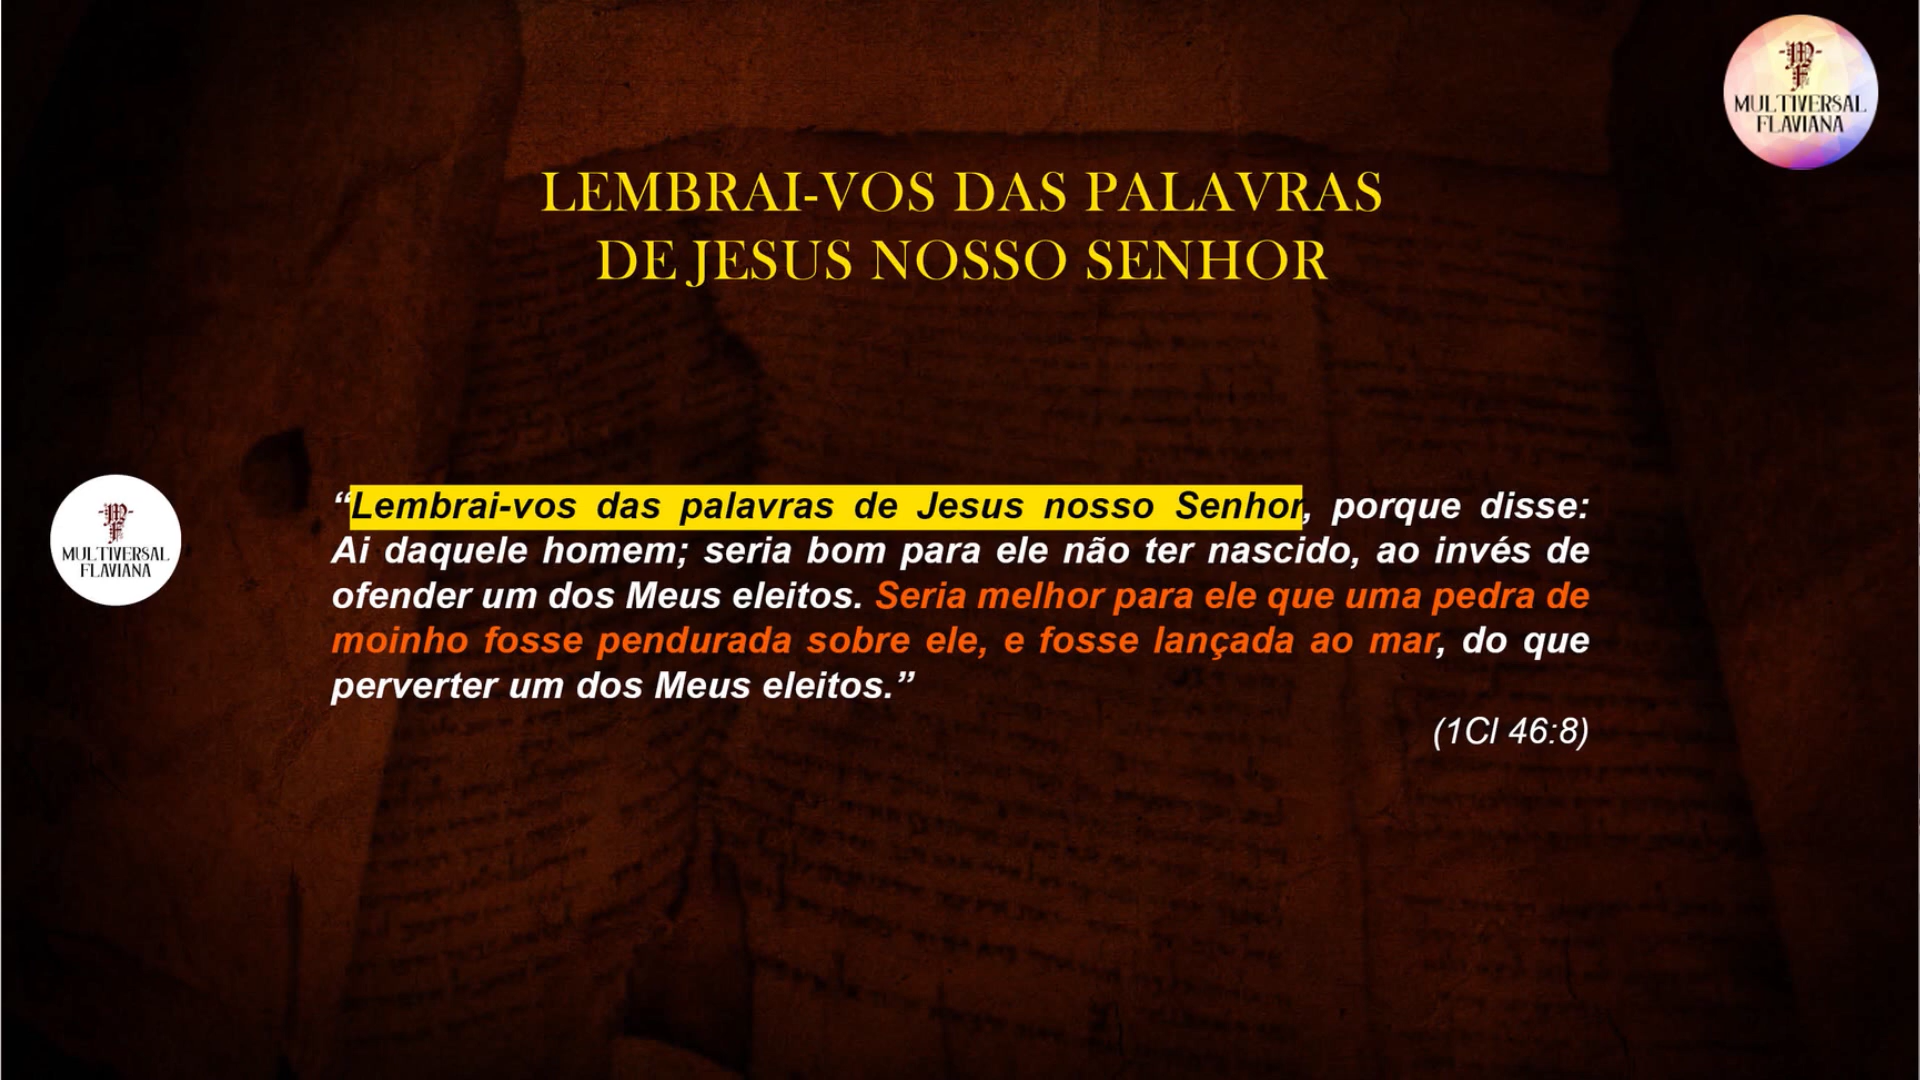 -M-
F
MULTIVERSAL
FLAVIANA
LEMBRAI-VOS DAS PALAVRAS
DE JESUS NOSSO SENHOR
-M-
F
MULTIVERSAL
FLAVIANA
“Lembrai-vos das palavras de Jesus nosso Senhor, porque disse:
Ai daquele homem; seria bom para ele não ter nascido, ao invés de
ofender um dos Meus eleitos. Seria melhor para ele que uma pedra de
moinho fosse pendurada sobre ele, e fosse lançada ao mar, do que
perverter um dos Meus eleitos.”
(1Cl 46:8)